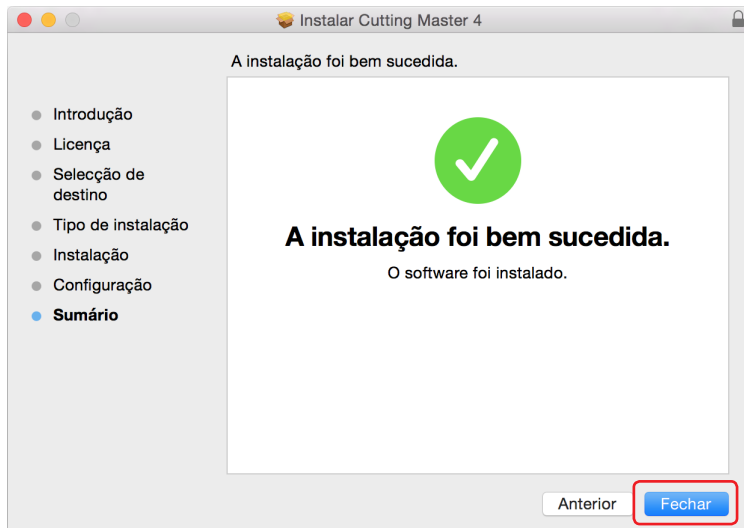 Instalar Cutting Master 4
A instalação foi bem sucedida.
Introdução
Licença
Selecção de
destino
Tipo de instalação
Instalação
Configuração
Sumário
A instalação foi bem sucedida.
O software foi instalado.
Anterior
Fechar